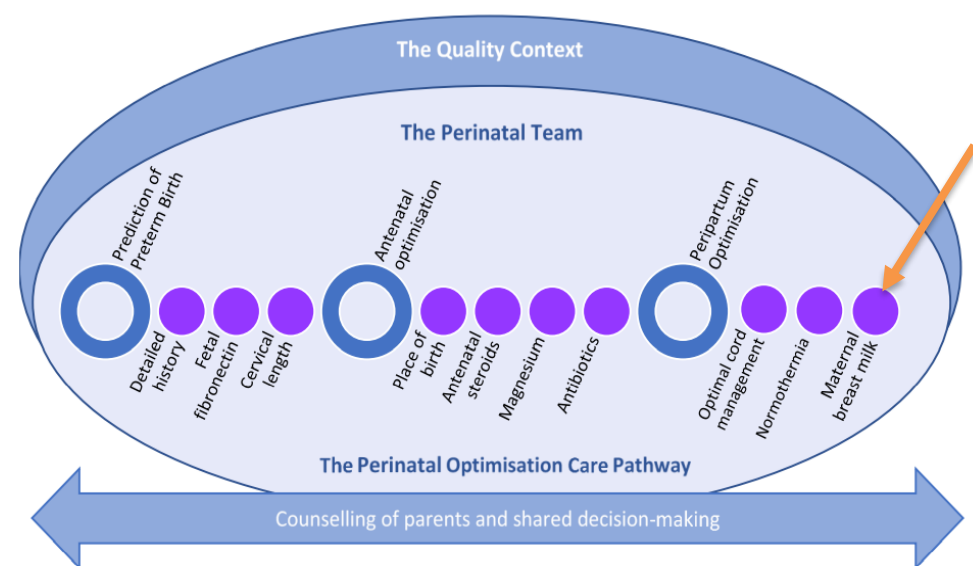 The Quality Context
The Perinatal Team
Prediction of
Preterm Birth
Detailed
history
Fetal
fibronectin
Cervical
length
Antenatal
optimisation
Place of
birth
Antenatal
steroids
Magnesium
Antibiotics
Peripartum
Optimisation
Optimal cord
management
Normothermia
Maternal
breast milk
The Perinatal Optimisation Care Pathway
Counselling of parents and shared decision-making